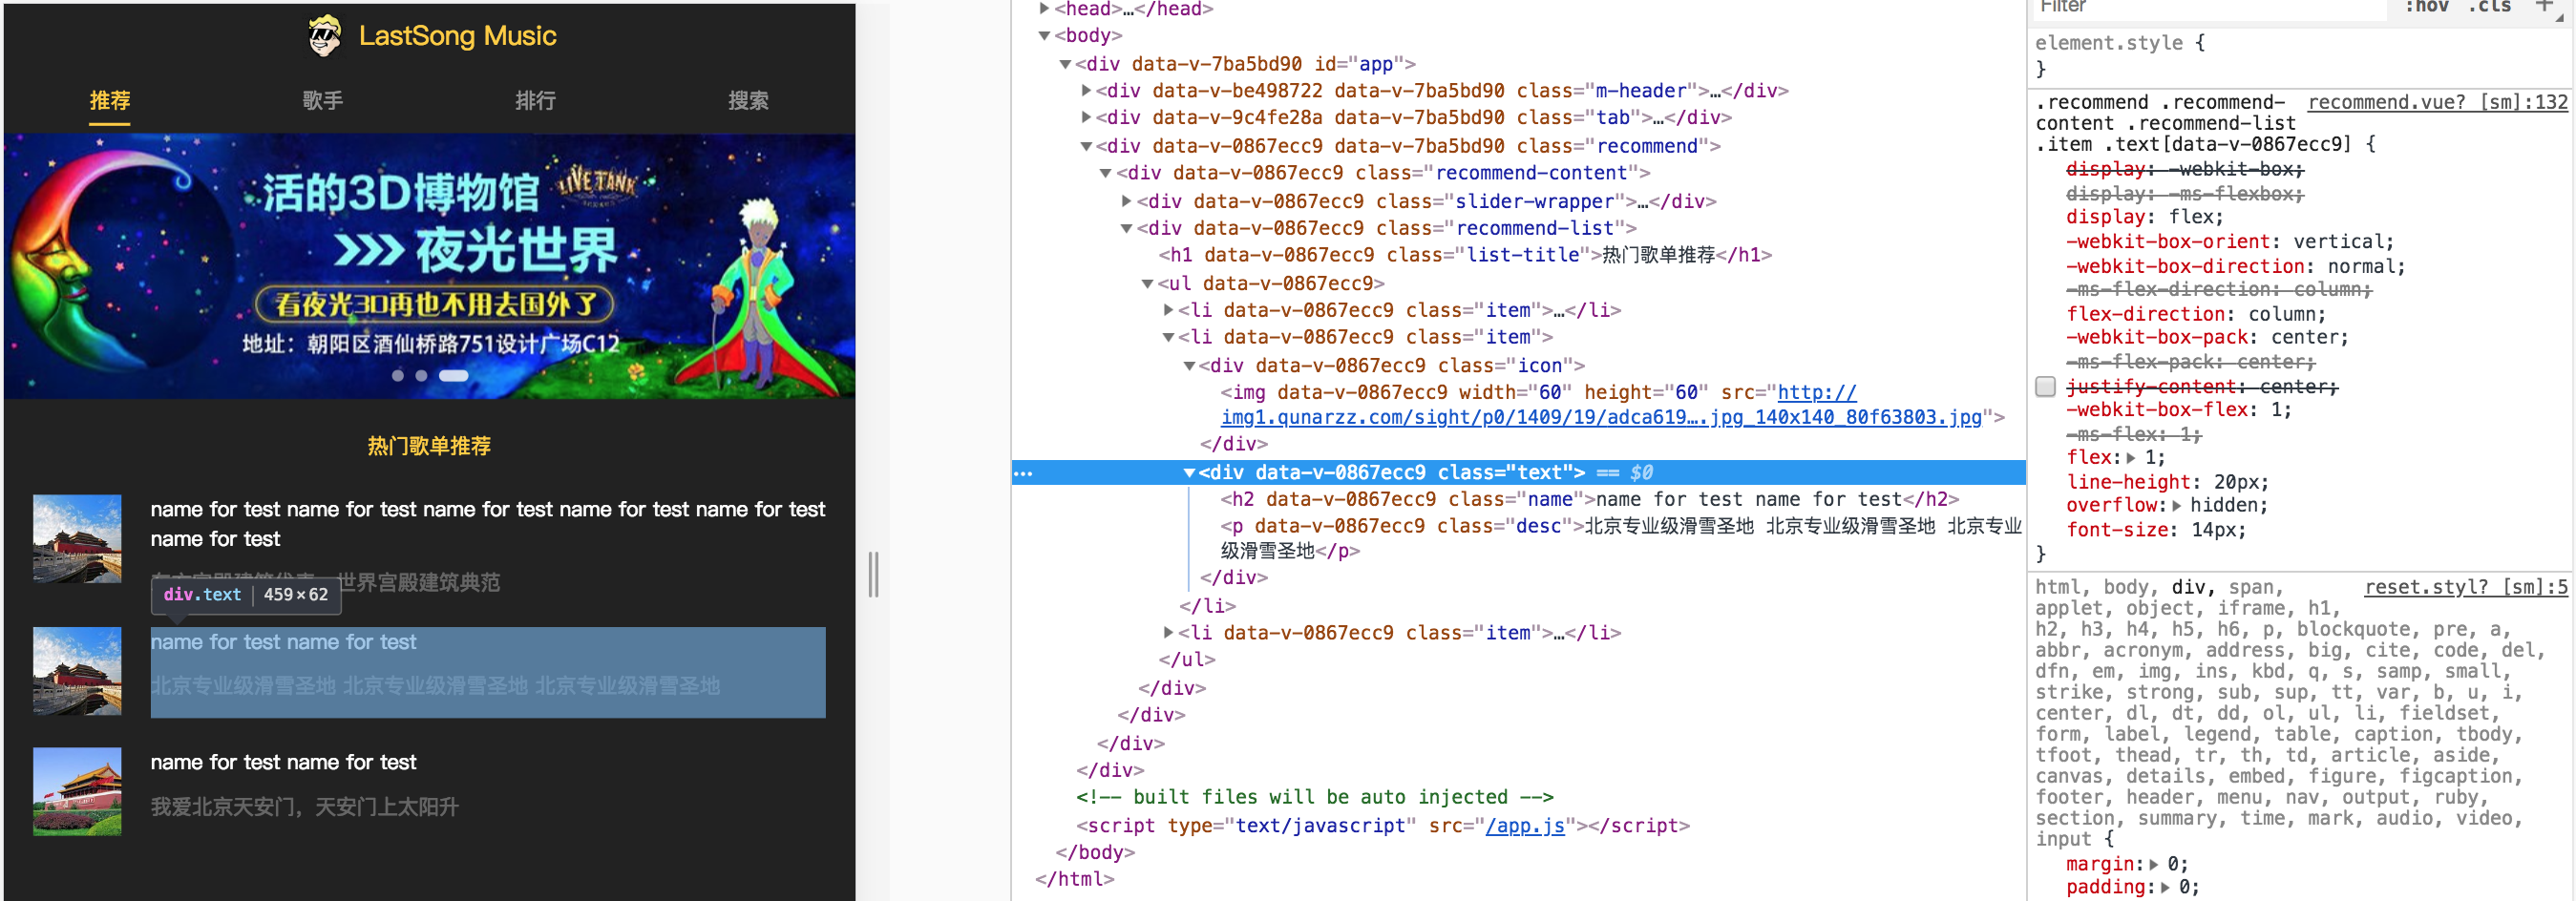 LastSong Music
推荐 歌手 排行 搜索
活的3D博物馆 LIVE TANK
>>> 夜光世界
看夜光3D再也不用去国外了
地址：朝阳区酒仙桥路751设计广场C12
热门歌单推荐
name for test name for test name for test name for test name for test
name for test
世界宫殿建筑典范
div.text | 459 × 62
name for test name for test
北京专业级滑雪圣地 北京专业级滑雪圣地 北京专业级滑雪圣地
name for test name for test
我爱北京天安门，天安门上太阳升
▶<head>…</head>
▼<body>
▼<div data-v-7ba5bd90 id="app">
▶<div data-v-be498722 data-v-7ba5bd90 class="m-header">…</div>
▶<div data-v-9c4fe28a data-v-7ba5bd90 class="tab">…</div>
▼<div data-v-0867ecc9 data-v-7ba5bd90 class="recommend">
▼<div data-v-0867ecc9 class="recommend-content">
▶<div data-v-0867ecc9 class="slider-wrapper">…</div>
▼<div data-v-0867ecc9 class="recommend-list">
<h1 data-v-0867ecc9 class="list-title">热门歌单推荐</h1>
▼<ul data-v-0867ecc9>
▶<li data-v-0867ecc9 class="item">…</li>
▼<li data-v-0867ecc9 class="item">
▼<div data-v-0867ecc9 class="icon">
<img data-v-0867ecc9 width="60" height="60" src="http://
img1.qunarzz.com/sight/p0/1409/19/adca619….jpg_140x140_80f63803.jpg">
</div>
… ▼<div data-v-0867ecc9 class="text"> == $0
<h2 data-v-0867ecc9 class="name">name for test name for test</h2>
<p data-v-0867ecc9 class="desc">北京专业级滑雪圣地 北京专业级滑雪圣地 北京专业
级滑雪圣地</p>
</div>
</li>
▶<li data-v-0867ecc9 class="item">…</li>
</ul>
</div>
</div>
</div>
</div>
<!-- built files will be auto injected -->
<script type="text/javascript" src="/app.js"></script>
</body>
</html>
Filter :hov .cls +
element.style {
}
.recommend .recommend- recommend.vue? [sm]:132
content .recommend-list
.item .text[data-v-0867ecc9] {
display: -webkit-box;
display: -ms-flexbox;
display: flex;
-webkit-box-orient: vertical;
-webkit-box-direction: normal;
-ms-flex-direction: column;
flex-direction: column;
-webkit-box-pack: center;
-ms-flex-pack: center;
justify-content: center;
-webkit-box-flex: 1;
-ms-flex: 1;
flex:▶ 1;
line-height: 20px;
overflow:▶ hidden;
font-size: 14px;
}
html, body, div, span, reset.styl? [sm]:5
applet, object, iframe, h1,
h2, h3, h4, h5, h6, p, blockquote, pre, a,
abbr, acronym, address, big, cite, code, del,
dfn, em, img, ins, kbd, q, s, samp, small,
strike, strong, sub, sup, tt, var, b, u, i,
center, dl, dt, dd, ol, ul, li, fieldset,
form, label, legend, table, caption, tbody,
tfoot, thead, tr, th, td, article, aside,
canvas, details, embed, figure, figcaption,
footer, header, menu, nav, output, ruby,
section, summary, time, mark, audio, video,
input {
margin:▶ 0;
padding:▶ 0;